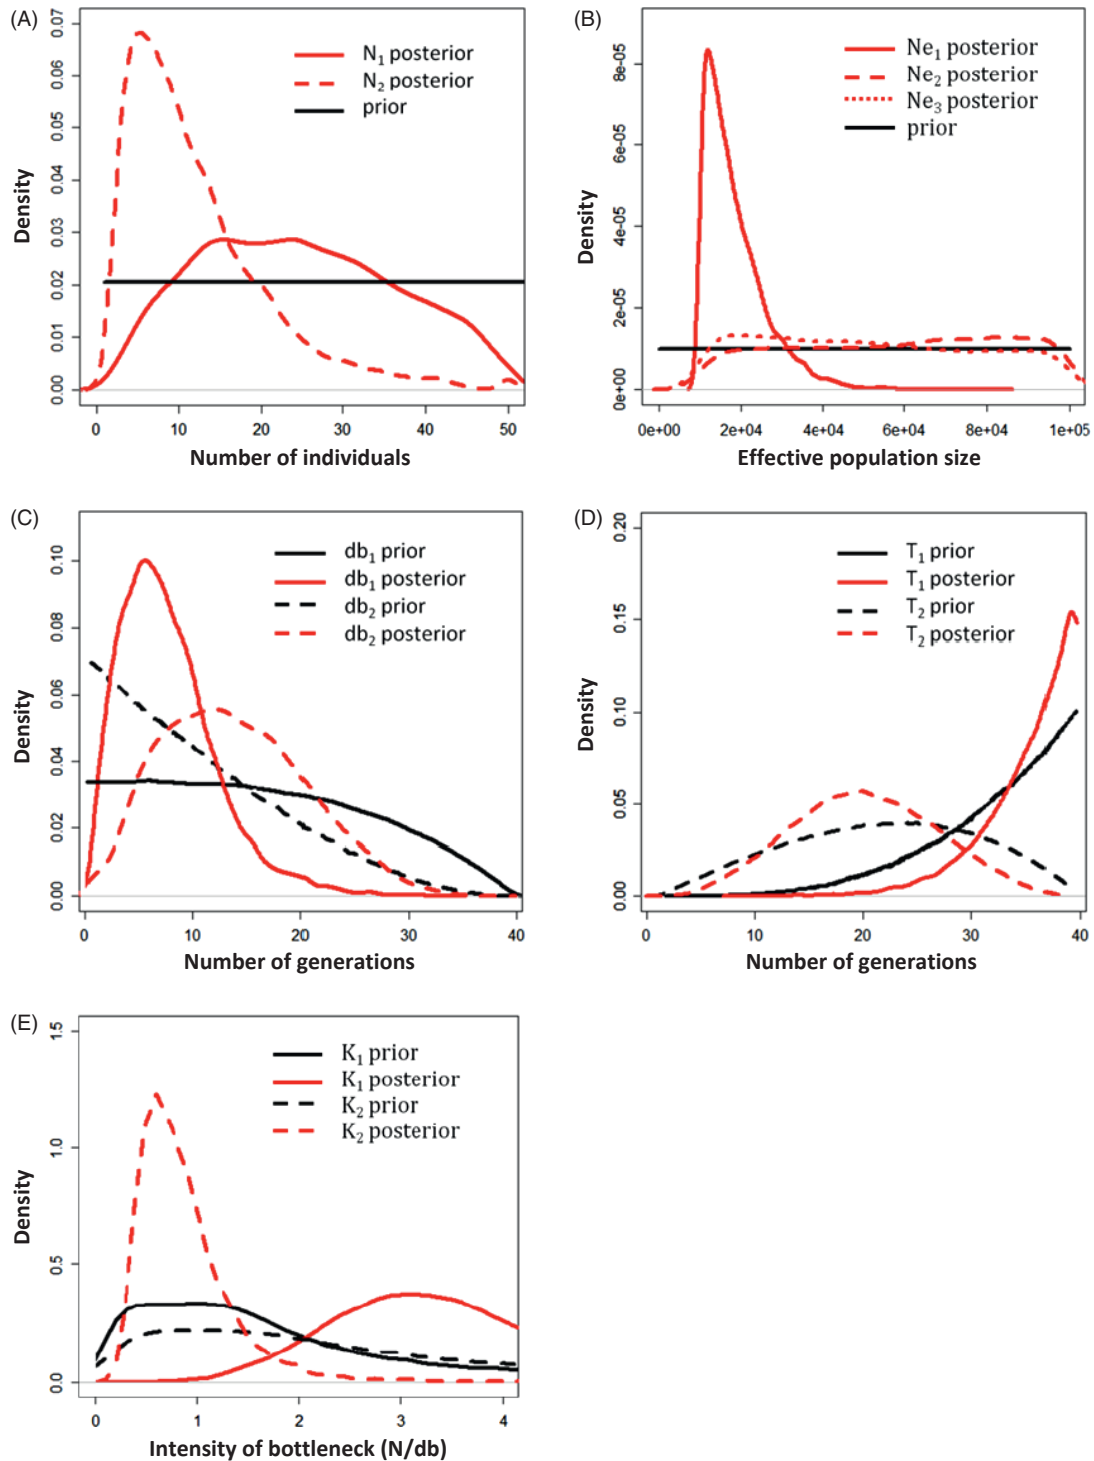 (A)
0.07
0.06
0.05
0.04
0.03
0.02
0.01
0.00
Density
N₁ posterior
N₂ posterior
prior
0 10 20 30 40 50
Number of individuals
(B)
8e-05
6e-05
4e-05
2e-05
0e+00
Density
Ne₁ posterior
Ne₂ posterior
Ne₃ posterior
prior
0e+00 2e+04 4e+04 6e+04 8e+04 1e+05
Effective population size
(C)
0.10
0.08
0.06
0.04
0.02
0.00
Density
db₁ prior
db₁ posterior
db₂ prior
db₂ posterior
0 10 20 30 40
Number of generations
(D)
0.20
0.15
0.10
0.05
0.00
Density
T₁ prior
T₁ posterior
T₂ prior
T₂ posterior
0 10 20 30 40
Number of generations
(E)
1.5
1.0
0.5
0.0
Density
K₁ prior
K₁ posterior
K₂ prior
K₂ posterior
0 1 2 3 4
Intensity of bottleneck (N/db)